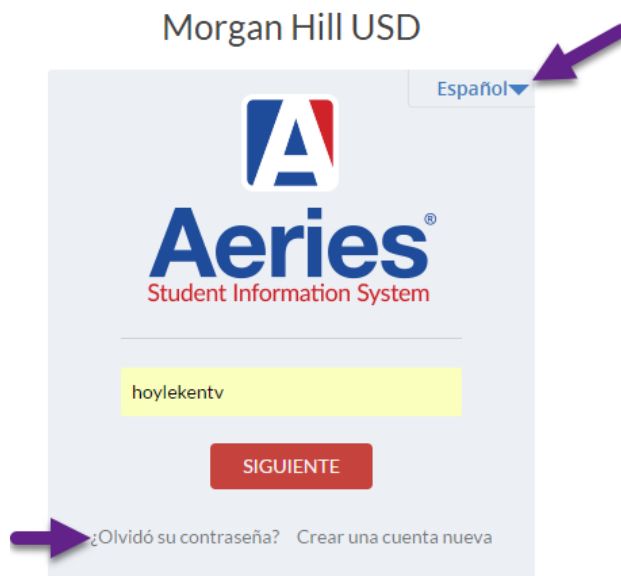 Morgan Hill USD
Español
A
Aeries®
Student Information System
hoylekentv
SIGUIENTE
¿Olvidó su contraseña? Crear una cuenta nueva